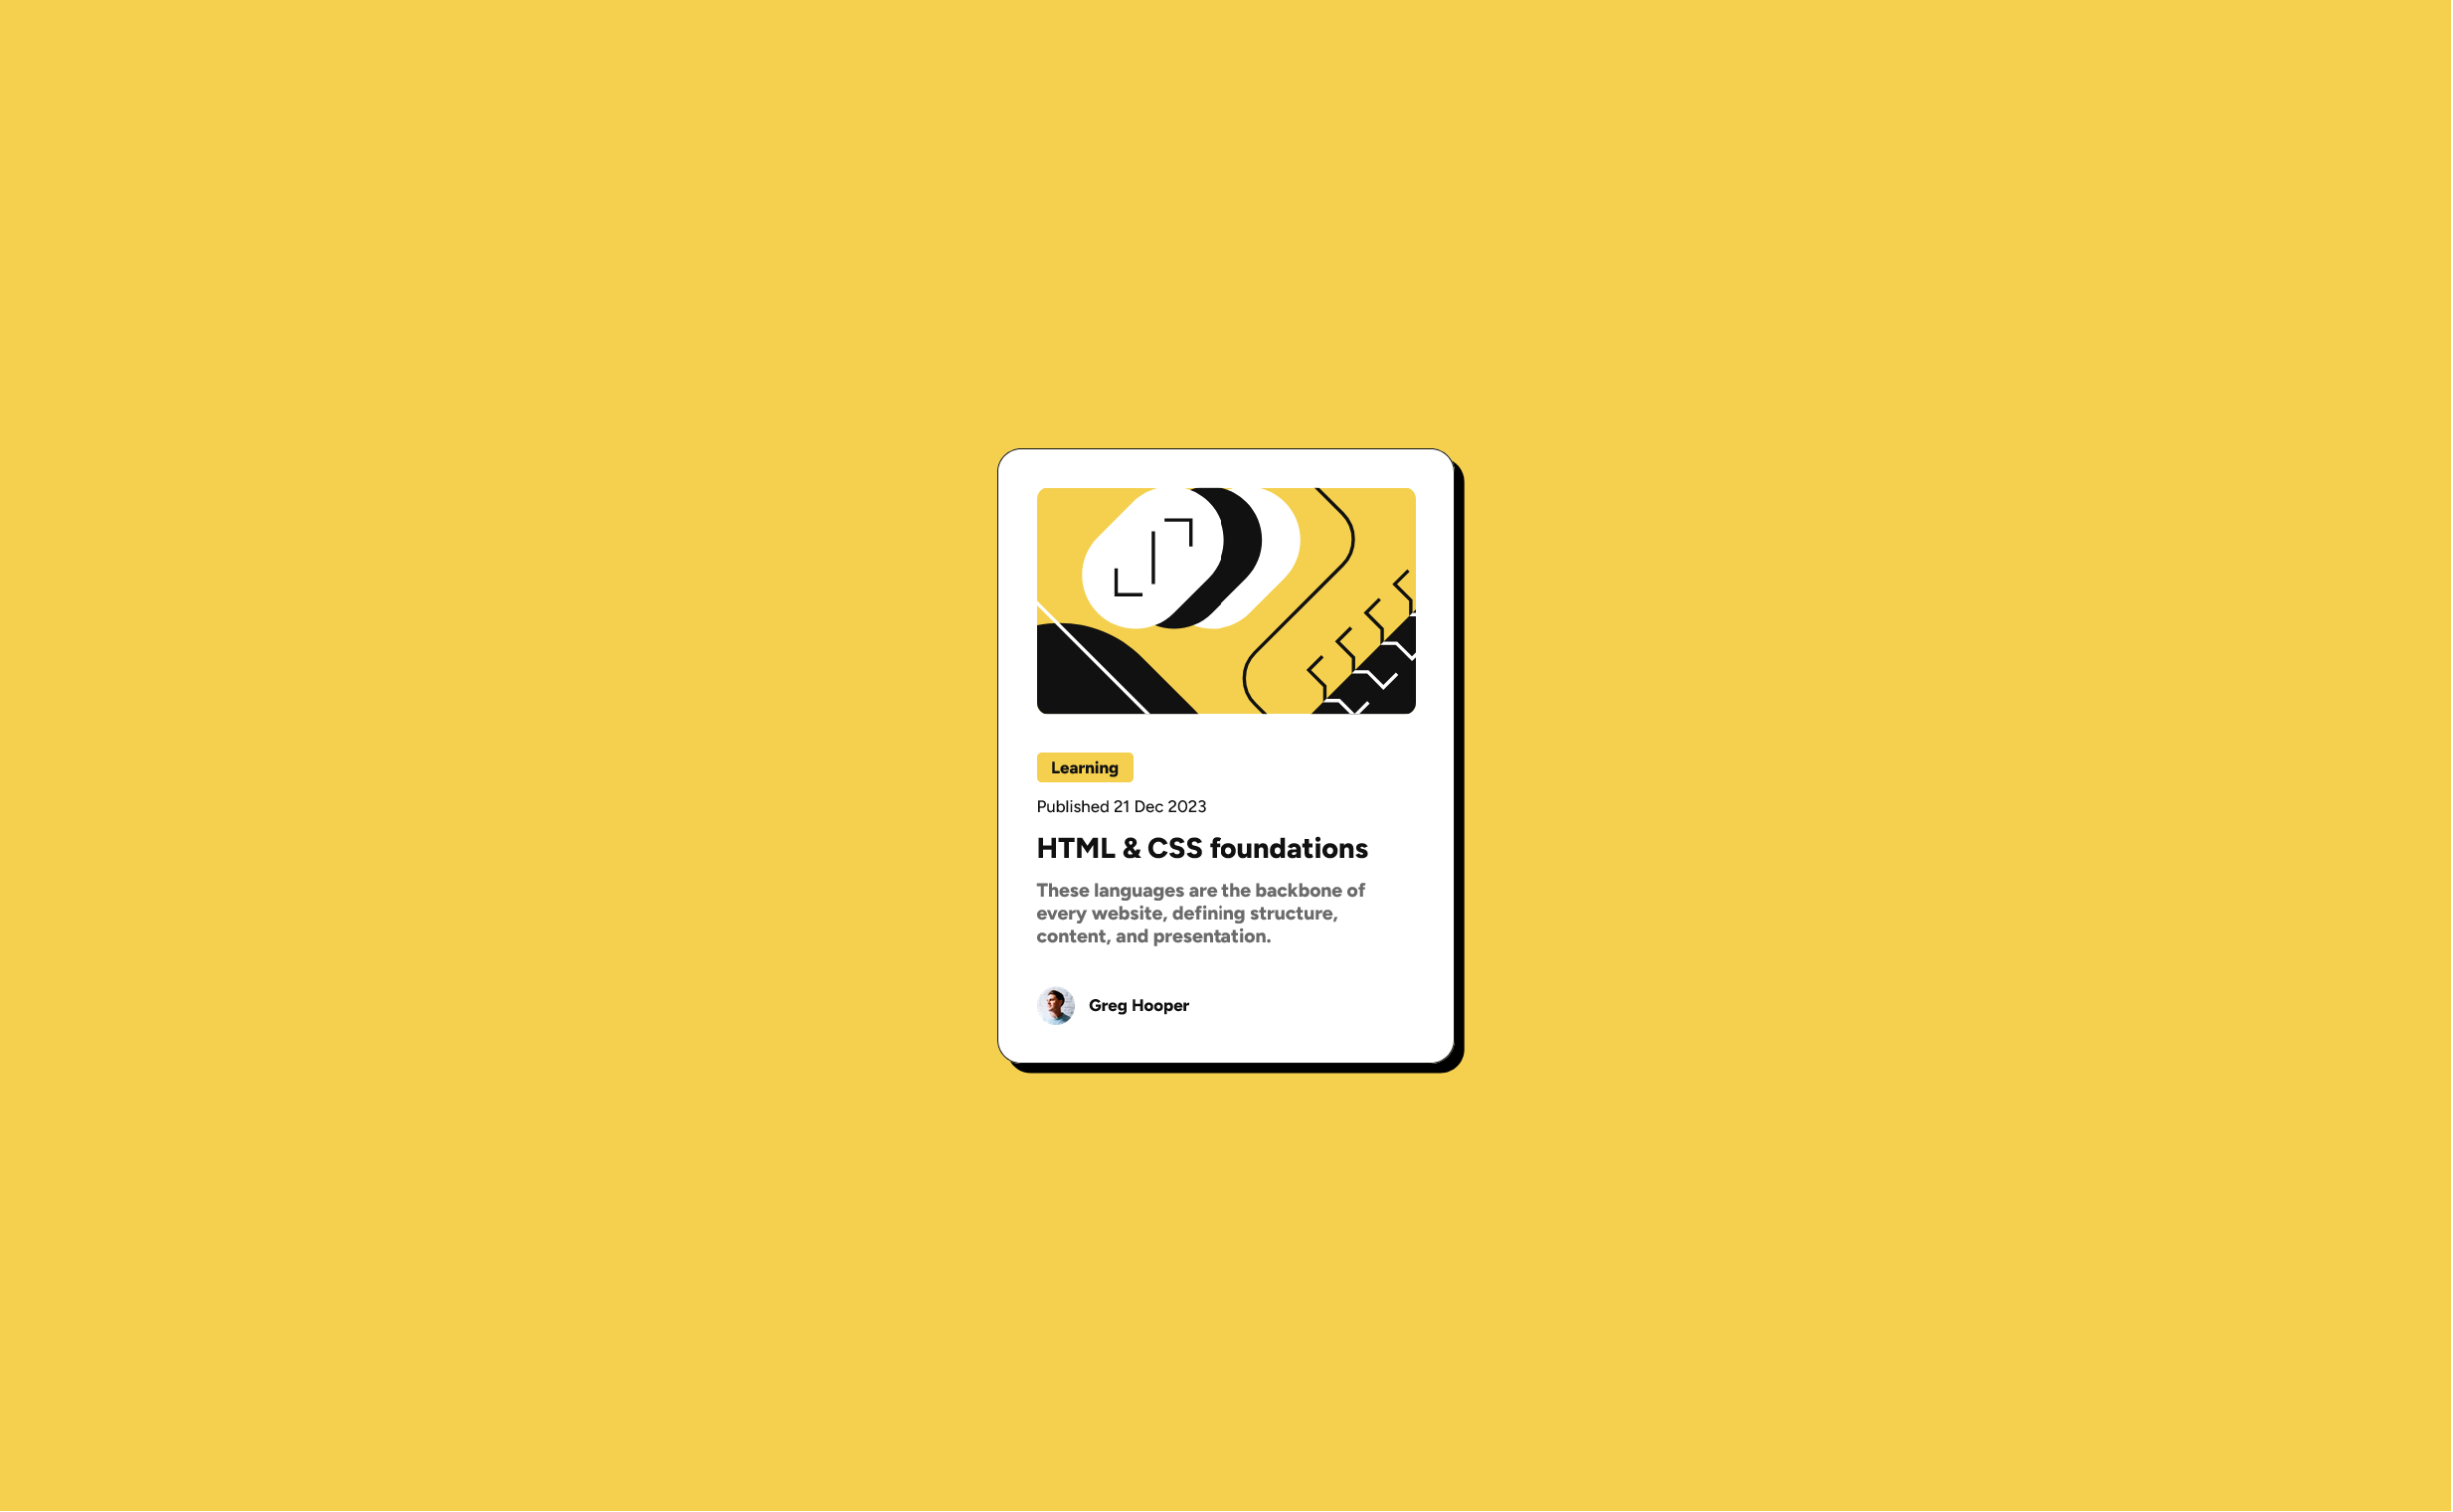 Learning
Published 21 Dec 2023
HTML & CSS foundations
These languages are the backbone of
every website, defining structure,
content, and presentation.
Greg Hooper